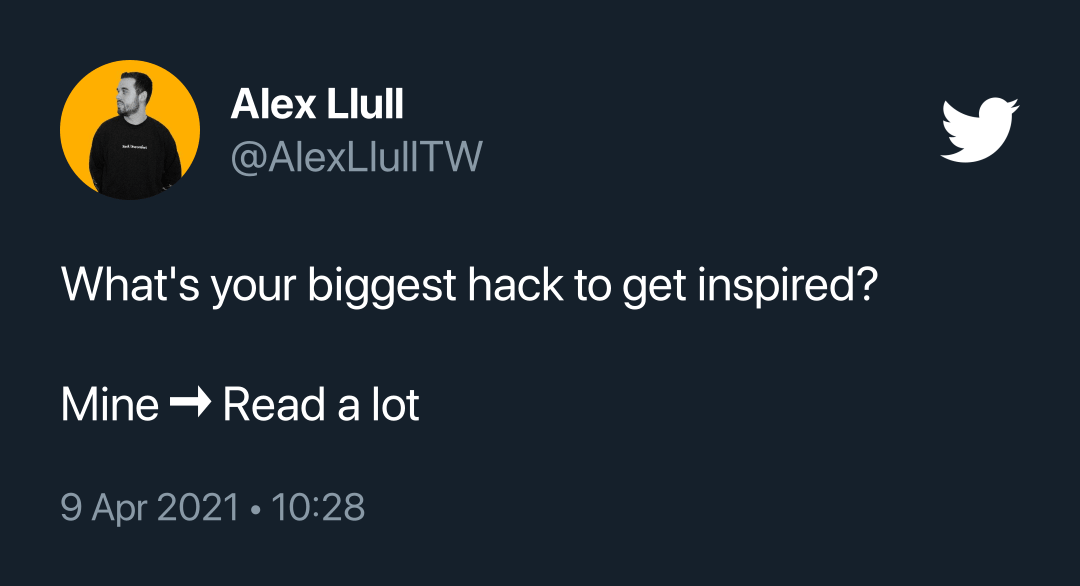 Alex Llull
@AlexLlullTW
What's your biggest hack to get inspired?
Mine ➞ Read a lot
9 Apr 2021 • 10:28